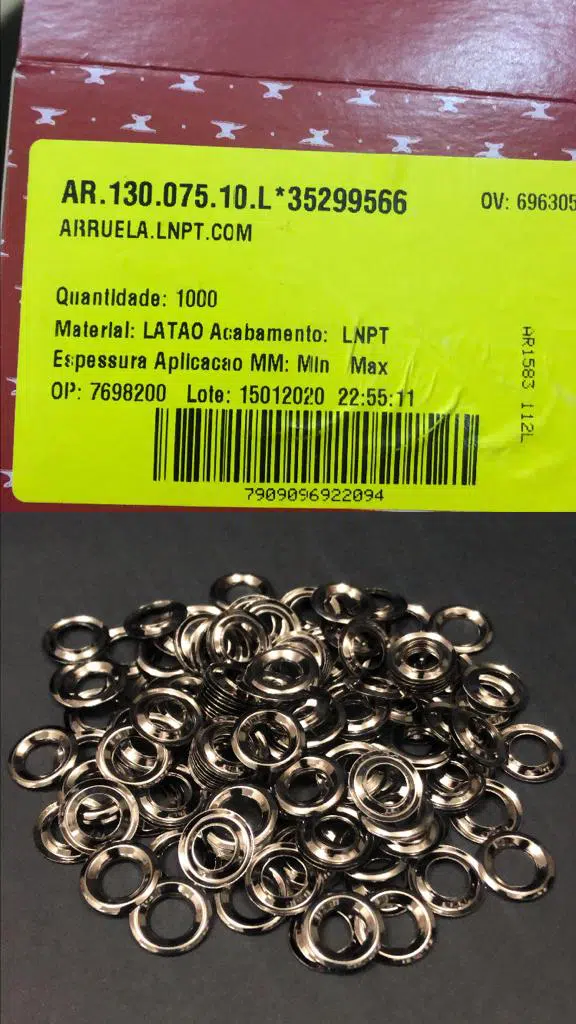 AR.130.075.10.L*35299566
OV: 696305
ARRUELA.LNPT.COM
Quantidade: 1000
Material: LATAO Acabamento: LNPT
Espessura Aplicacao MM: Min Max
OP: 7698200 Lote: 15012020 22:55:11
AR1583 112L
7909096922094